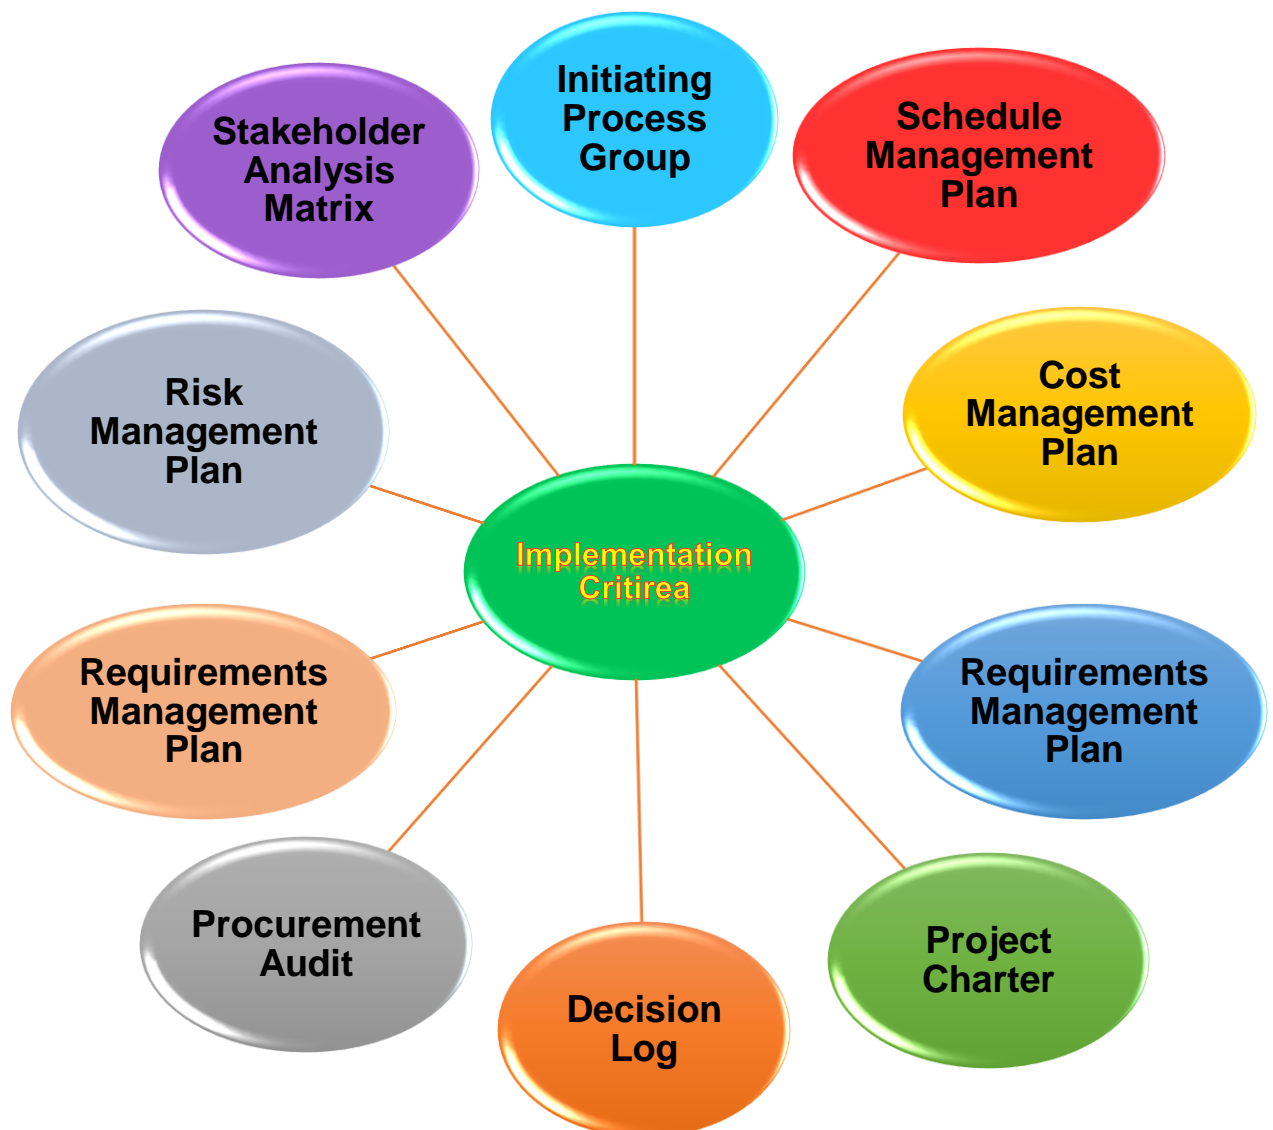 Initiating
Process
Group
Stakeholder
Analysis
Matrix
Schedule
Management
Plan
Risk
Management
Plan
Cost
Management
Plan
Implementation
Critirea
Requirements
Management
Plan
Requirements
Management
Plan
Procurement
Audit
Project
Charter
Decision
Log